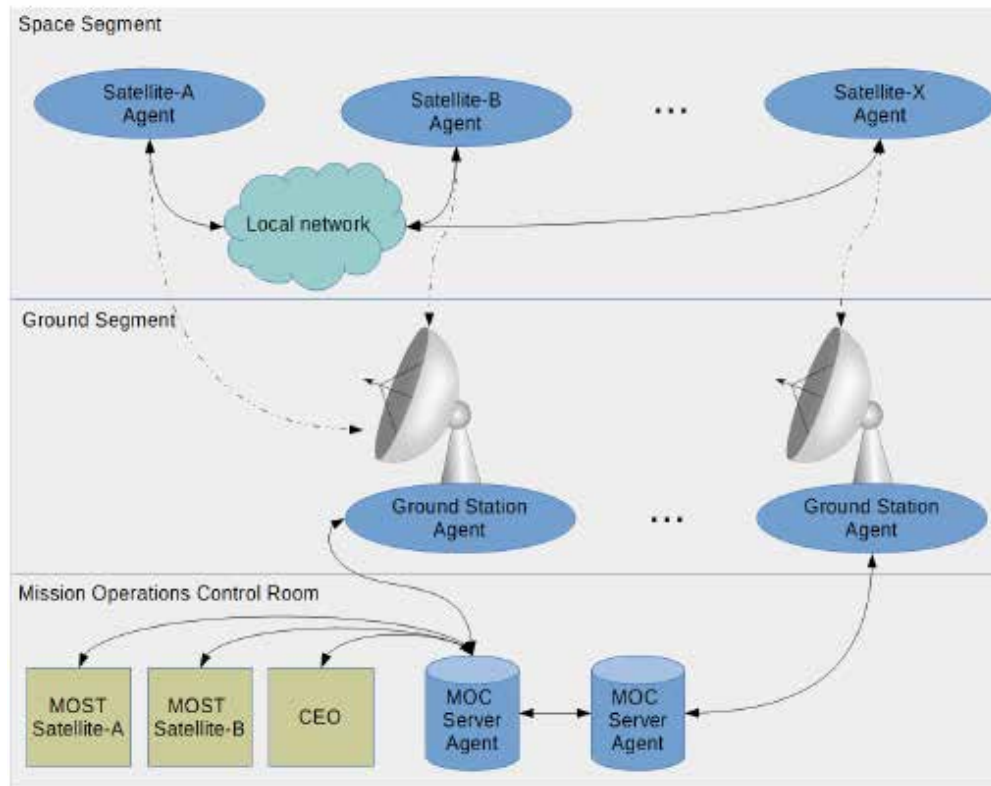 Space Segment
Satellite-A
Agent
Satellite-B
Agent
...
Satellite-X
Agent
Local network
Ground Segment
Ground Station
Agent
...
Ground Station
Agent
Mission Operations Control Room
MOST
Satellite-A
MOST
Satellite-B
CEO
MOC
Server
Agent
MOC
Server
Agent